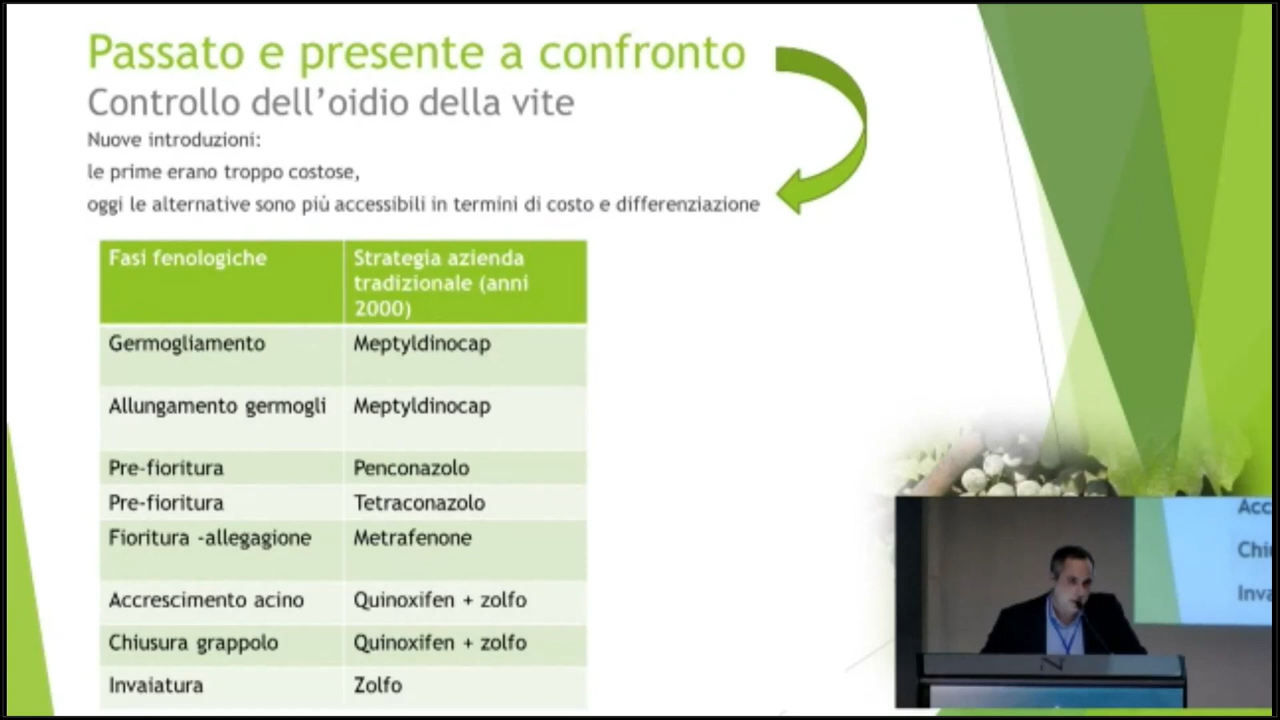 Passato e presente a confronto
Controllo dell’oidio della vite
Nuove introduzioni:
le prime erano troppo costose,
oggi le alternative sono più accessibili in termini di costo e differenziazione
Fasi fenologiche
Strategia azienda
tradizionale (anni
2000)
Germogliamento
Meptyldinocap
Allungamento germogli
Meptyldinocap
Pre-fioritura
Penconazolo
Pre-fioritura
Tetraconazolo
Fioritura -allegagione
Metrafenone
Accrescimento acino
Quinoxifen + zolfo
Chiusura grappolo
Quinoxifen + zolfo
Invaiatura
Zolfo
Acc
Chi
Inva